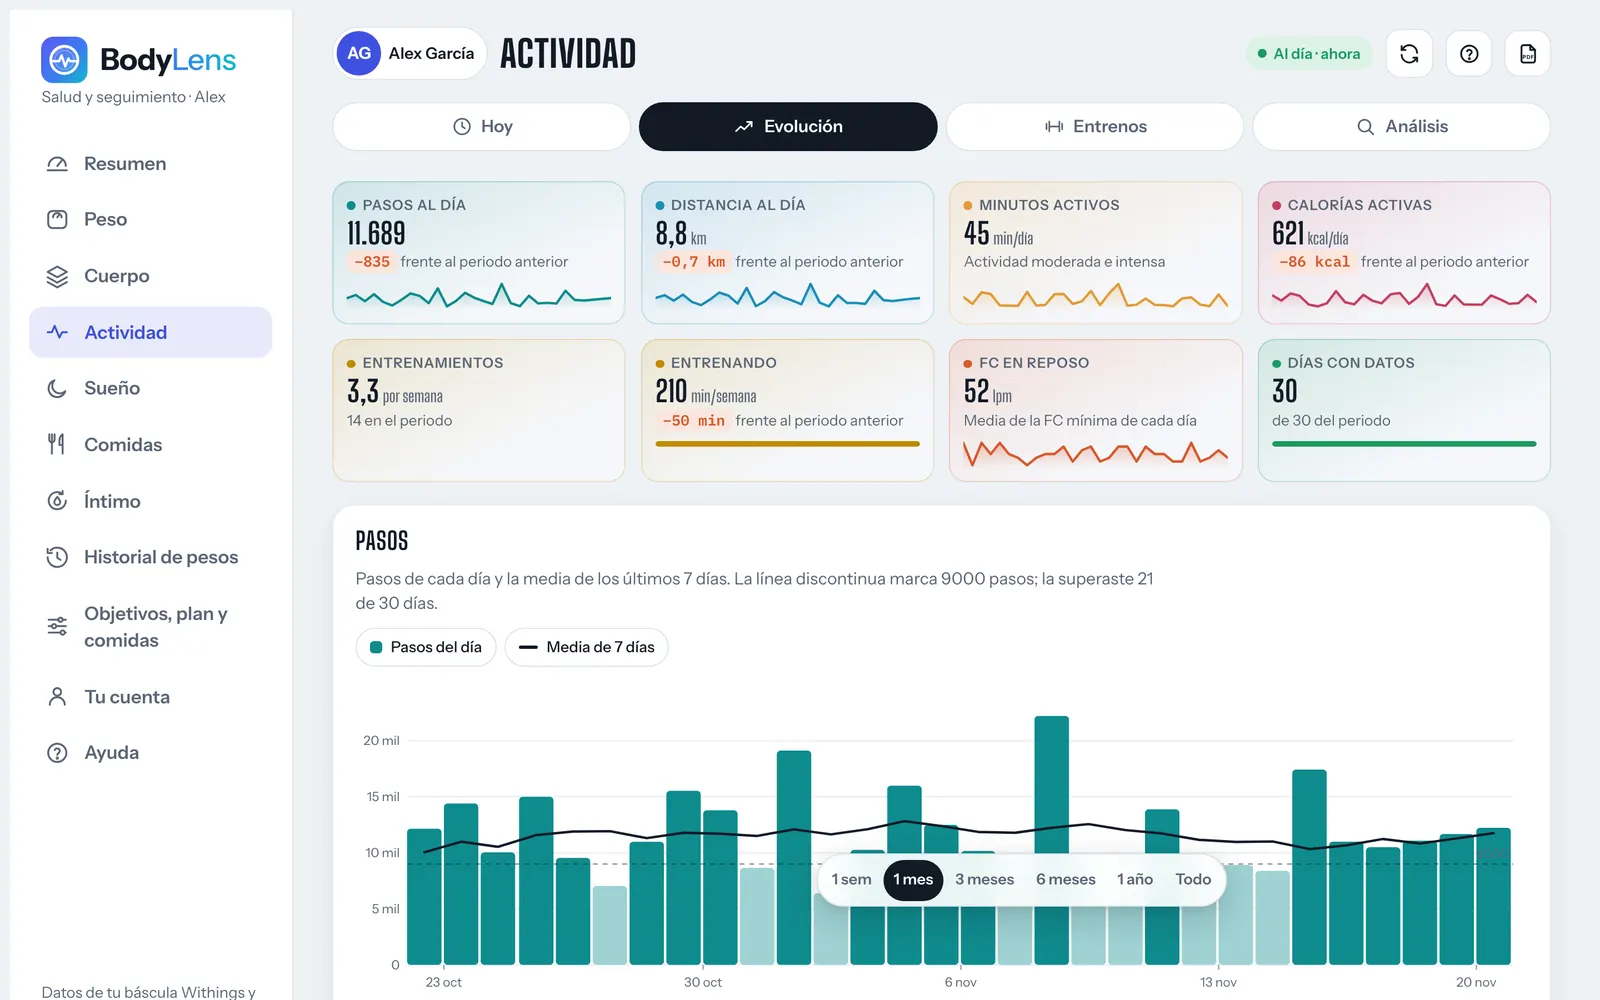 BodyLens
Salud y seguimiento · Alex
Resumen
Peso
Cuerpo
Actividad
Sueño
Comidas
Íntimo
Historial de pesos
Objetivos, plan y
comidas
Tu cuenta
Ayuda
Datos de tu báscula Withings y
AG Alex García
ACTIVIDAD
Al día · ahora
PDF
Hoy
Evolución
Entrenos
Análisis
PASOS AL DÍA
11.689
−835 frente al periodo anterior
DISTANCIA AL DÍA
8,8 km
−0,7 km frente al periodo anterior
MINUTOS ACTIVOS
45 min/día
Actividad moderada e intensa
CALORÍAS ACTIVAS
621 kcal/día
−86 kcal frente al periodo anterior
ENTRENAMIENTOS
3,3 por semana
14 en el periodo
ENTRENANDO
210 min/semana
−50 min frente al periodo anterior
FC EN REPOSO
52 lpm
Media de la FC mínima de cada día
DÍAS CON DATOS
30
de 30 del periodo
PASOS
Pasos de cada día y la media de los últimos 7 días. La línea discontinua marca 9000 pasos; la superaste 21
de 30 días.
Pasos del día
Media de 7 días
20 mil
15 mil
10 mil
5 mil
0
1 sem
1 mes
3 meses
6 meses
1 año
Todo
23 oct
30 oct
6 nov
13 nov
20 nov